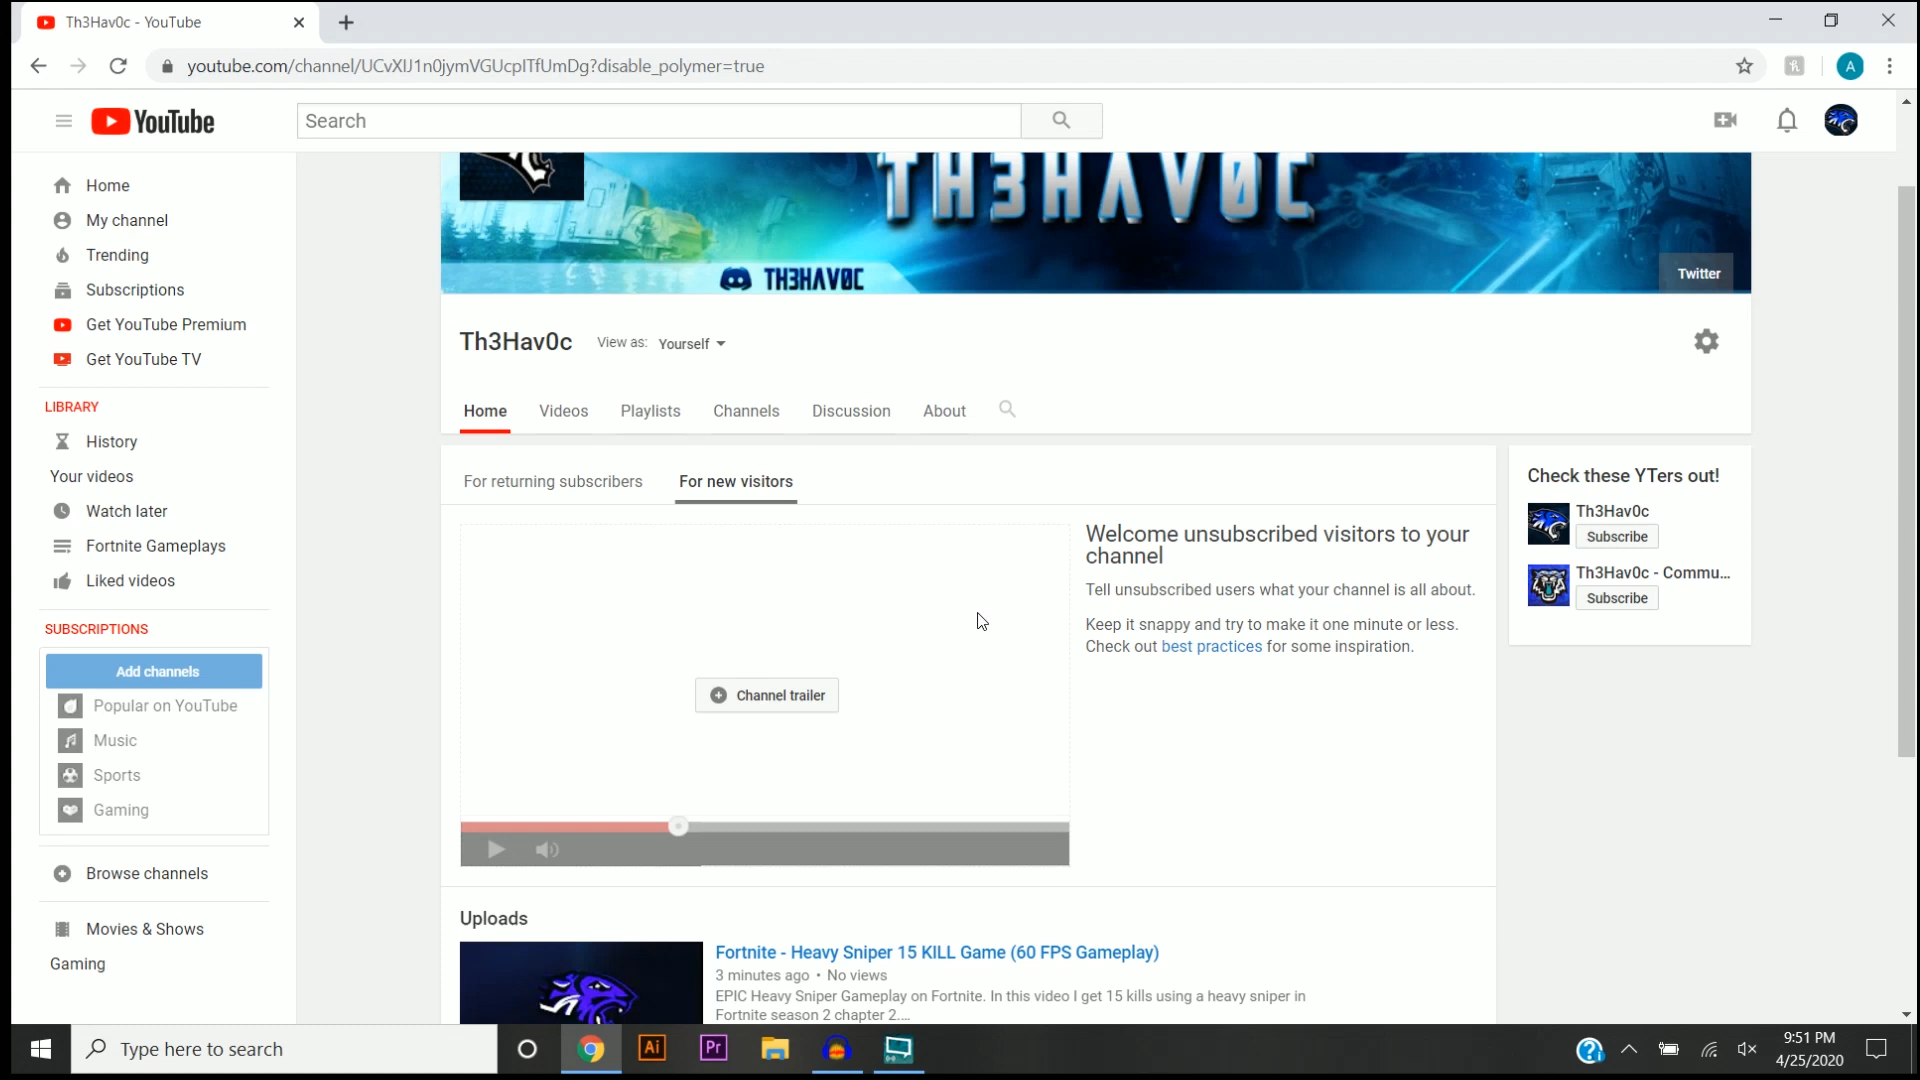 Th3Hav0c - YouTube
youtube.com/channel/UCvXIJ1n0jymVGUcpITfUmDg?disable_polymer=true
A
YouTube
Search
TH3HAV0C
TH3HAV0C
Twitter
Home
My channel
Trending
Subscriptions
Get YouTube Premium
Get YouTube TV
LIBRARY
History
Your videos
Watch later
Fortnite Gameplays
Liked videos
SUBSCRIPTIONS
Add channels
Popular on YouTube
Music
Sports
Gaming
Browse channels
Movies & Shows
Gaming
Th3Hav0c View as: Yourself
Home Videos Playlists Channels Discussion About
For returning subscribers For new visitors
Channel trailer
Welcome unsubscribed visitors to your
channel
Tell unsubscribed users what your channel is all about.
Keep it snappy and try to make it one minute or less.
Check out best practices for some inspiration.
Uploads
Fortnite - Heavy Sniper 15 KILL Game (60 FPS Gameplay)
3 minutes ago • No views
EPIC Heavy Sniper Gameplay on Fortnite. In this video I get 15 kills using a heavy sniper in
Fortnite season 2 chapter 2....
Check these YTers out!
Th3Hav0c
Subscribe
Th3Hav0c - Commu...
Subscribe
Type here to search
Ai
Pr
9:51 PM
4/25/2020